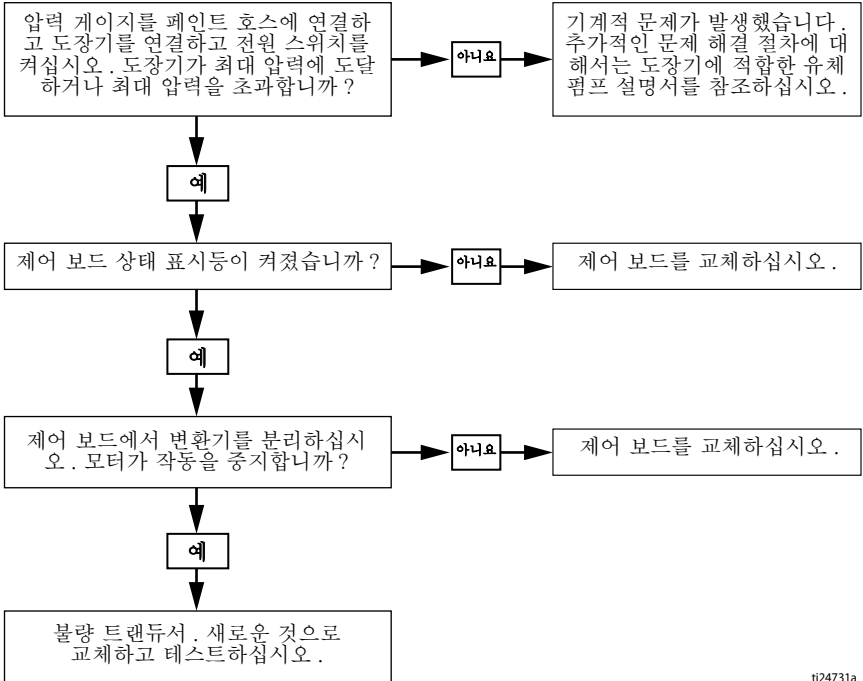 압력 게이지를 페인트 호스에 연결하
고 도장기를 연결하고 전원 스위치를
켜십시오 . 도장기가 최대 압력에 도달
하거나 최대 압력을 초과합니까 ?
아니요
기계적 문제가 발생했습니다 .
추가적인 문제 해결 절차에 대
해서는 도장기에 적합한 유체
펌프 설명서를 참조하십시오 .
예
제어 보드 상태 표시등이 켜졌습니까 ?
아니요
제어 보드를 교체하십시오 .
예
제어 보드에서 변환기를 분리하십시
오 . 모터가 작동을 중지합니까 ?
아니요
제어 보드를 교체하십시오 .
예
불량 트랜듀서 . 새로운 것으로
교체하고 테스트하십시오 .
ti24731a